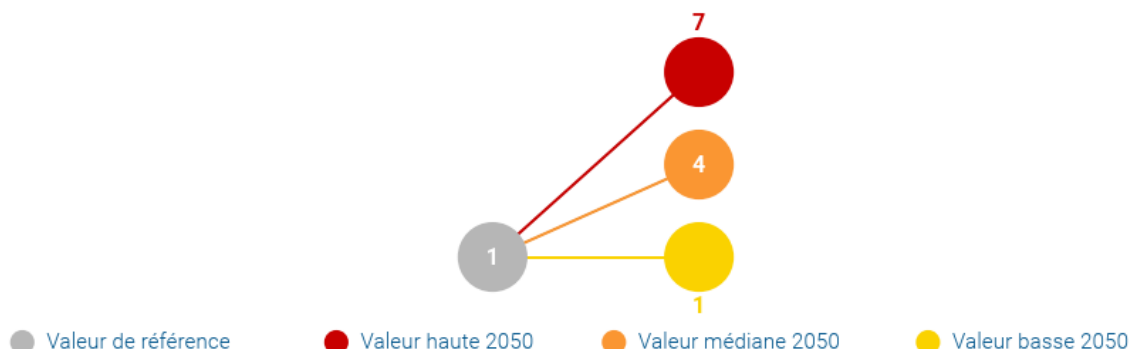 7
4
1
1
Valeur de référence
Valeur haute 2050
Valeur médiane 2050
Valeur basse 2050